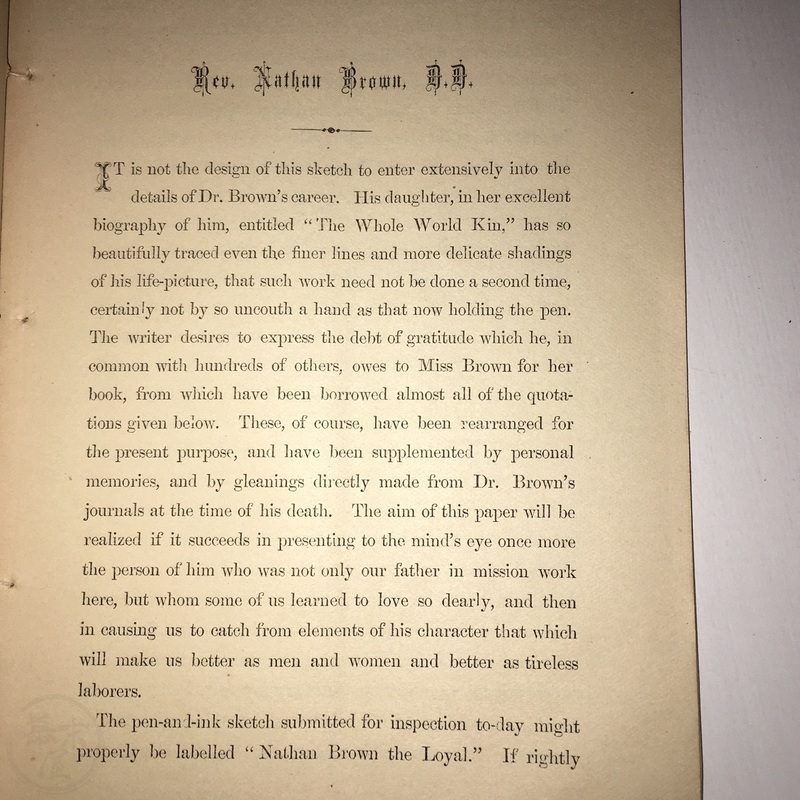 Rev. Nathan Brown, D.D.
IT is not the design of this sketch to enter extensively into the
details of Dr. Brown's career. His daughter, in her excellent
biography of him, entitled "The Whole World Kin," has so
beautifully traced even the finer lines and more delicate shadings
of his life-picture, that such work need not be done a second time,
certainly not by so uncouth a hand as that now holding the pen.
The writer desires to express the debt of gratitude which he, in
common with hundreds of others, owes to Miss Brown for her
book, from which have been borrowed almost all of the quota-
tions given below. These, of course, have been rearranged for
the present purpose, and have been supplemented by personal
memories, and by gleanings directly made from Dr. Brown's
journals at the time of his death. The aim of this paper will be
realized if it succeeds in presenting to the mind's eye once more
the person of him who was not only our father in mission work
here, but whom some of us learned to love so dearly, and then
in causing us to catch from elements of his character that which
will make us better as men and women and better as tireless
laborers.
The pen-and-ink sketch submitted for inspection to-day might
properly be labelled "Nathan Brown the Loyal." If rightly